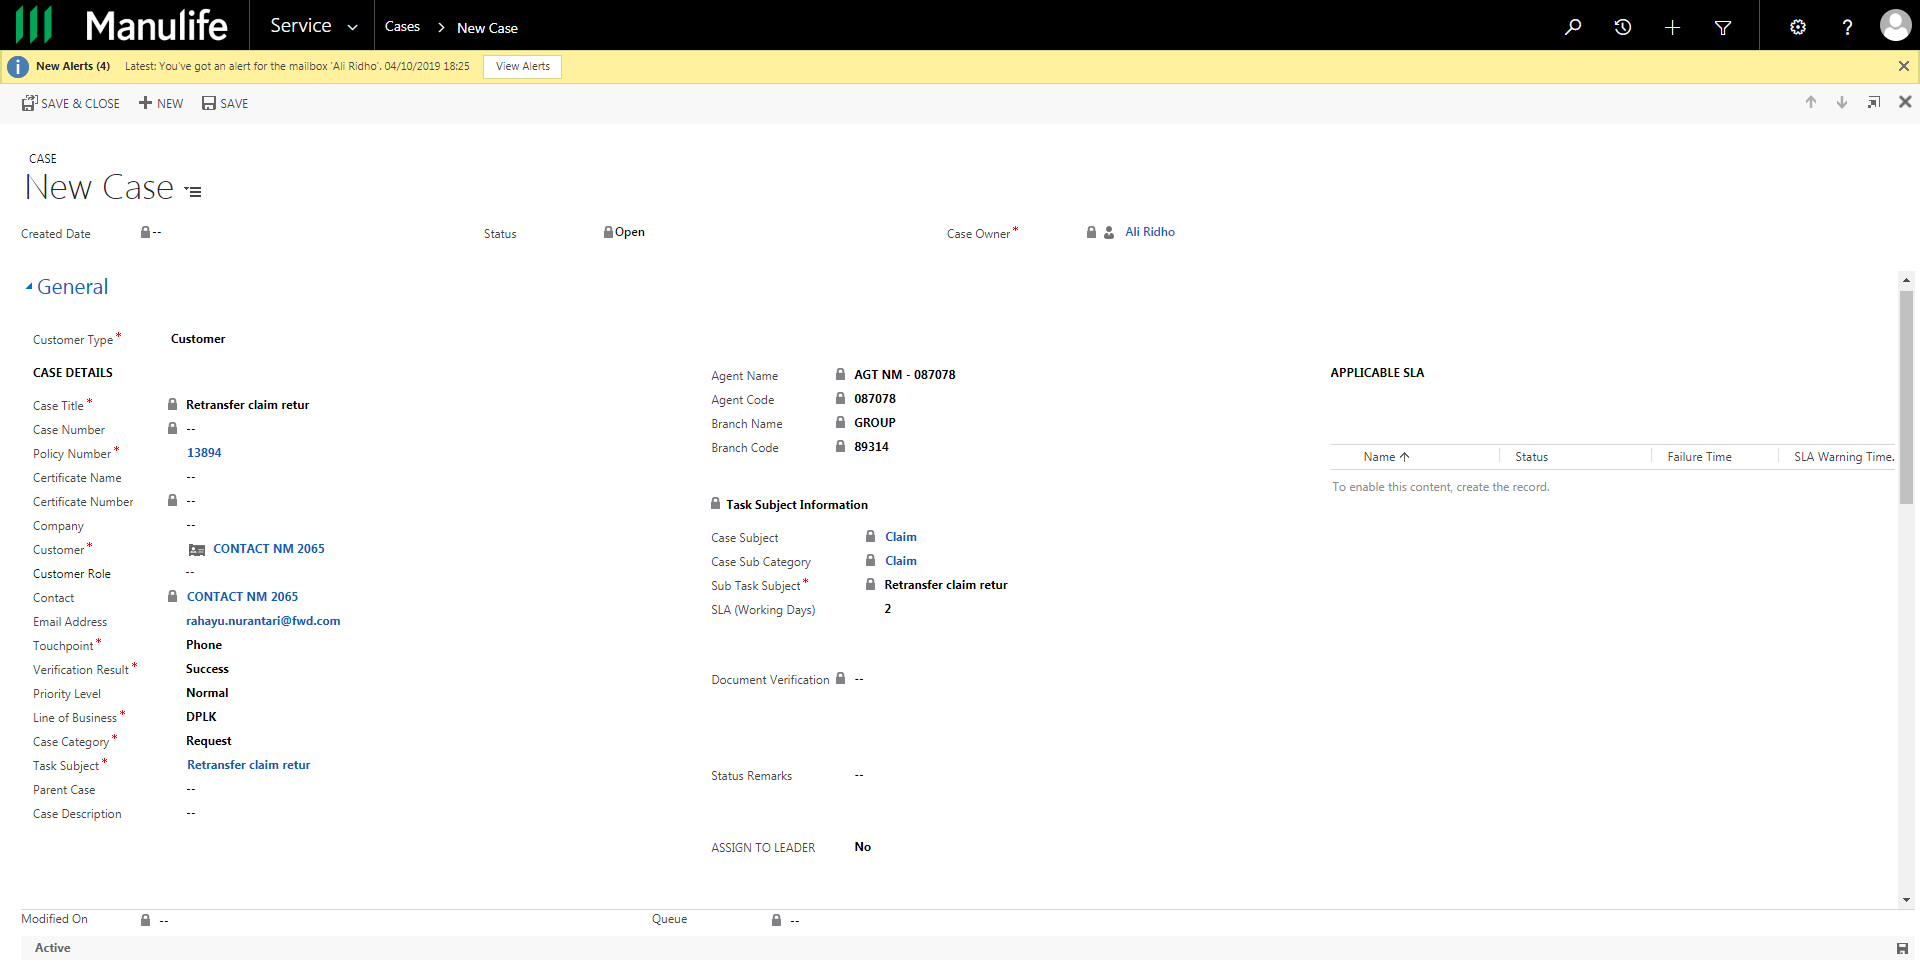 Manulife
Service
Cases
New Case
?
New Alerts (4)
Latest: You've got an alert for the mailbox 'Ali Ridho'. 04/10/2019 18:25
View Alerts
SAVE & CLOSE
NEW
SAVE
CASE
New Case
Created Date --
Status Open
Case Owner* Ali Ridho
General
Customer Type* Customer
CASE DETAILS
Case Title* Retransfer claim retur
Case Number --
Policy Number* 13894
Certificate Name --
Certificate Number --
Company --
Customer* CONTACT NM 2065
Customer Role --
Contact CONTACT NM 2065
Email Address rahayu.nurantari@fwd.com
Touchpoint* Phone
Verification Result* Success
Priority Level Normal
Line of Business* DPLK
Case Category* Request
Task Subject* Retransfer claim retur
Parent Case --
Case Description --
Agent Name AGT NM - 087078
Agent Code 087078
Branch Name GROUP
Branch Code 89314
Task Subject Information
Case Subject Claim
Case Sub Category Claim
Sub Task Subject* Retransfer claim retur
SLA (Working Days) 2
Document Verification --
Status Remarks --
ASSIGN TO LEADER No
APPLICABLE SLA
Name Status Failure Time SLA Warning Time.
To enable this content, create the record.
Modified On --
Queue --
Active